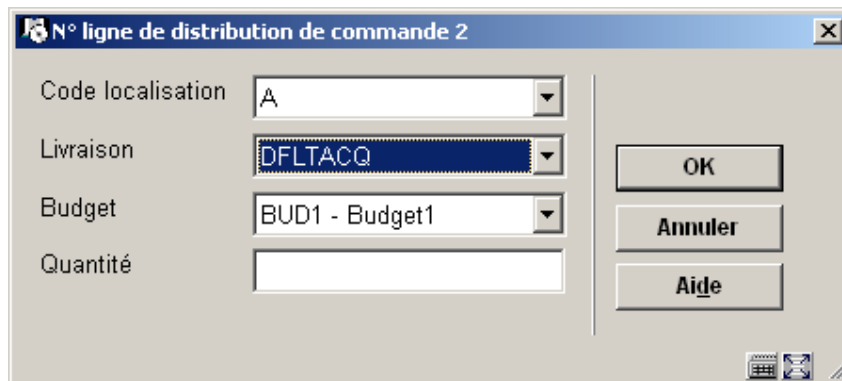 N° ligne de distribution de commande 2
Code localisation A
Livraison DFLTACQ
OK
Budget BUD1 - Budget1
Annuler
Quantité
Aide